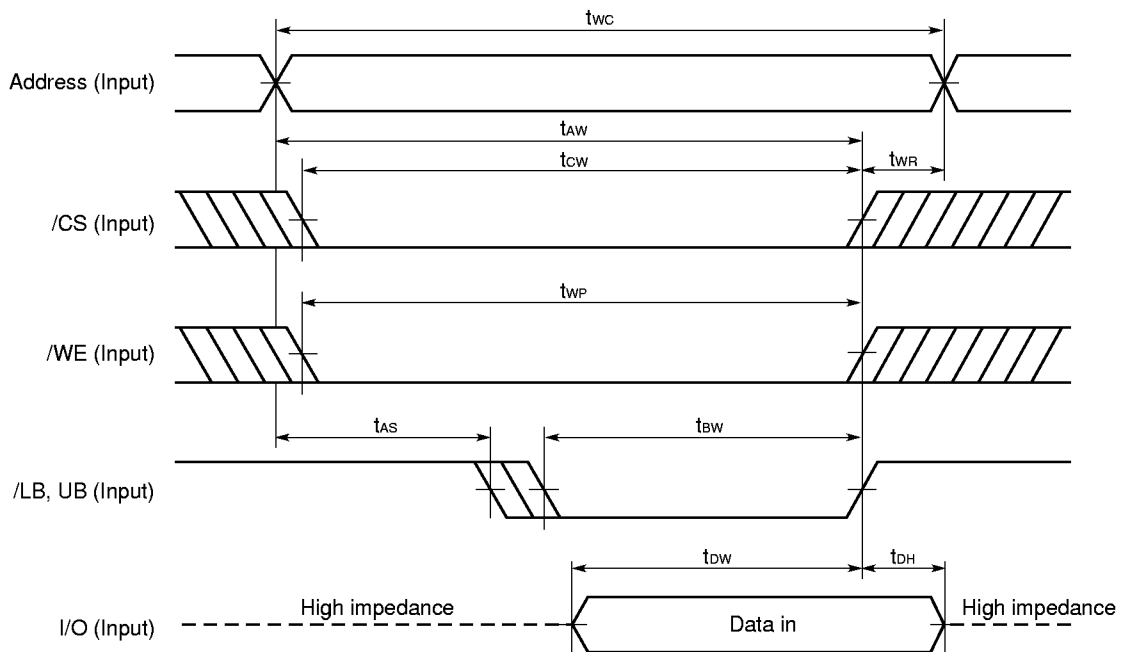 tWC
Address (Input)
tAW
tCW
tWR
/CS (Input)
tWP
/WE (Input)
tAS
tBW
/LB, UB (Input)
tDW
tDH
High impedance
Data in
High impedance
I/O (Input)